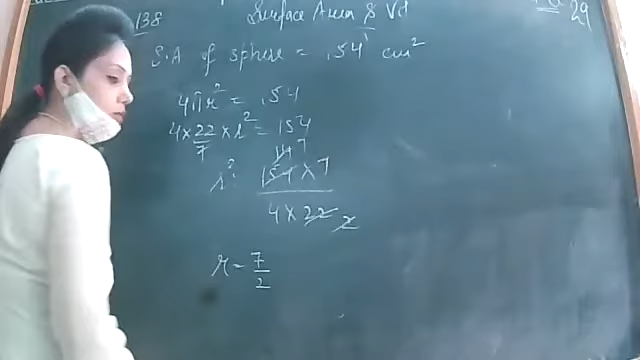 138 Surface Area & Vol 29
S.A of sphere = 154 cm²
4πr² = 154
4 × 22/7 × r² = 154
r² = 154 × 7
4 × 22 2
r = 7/2